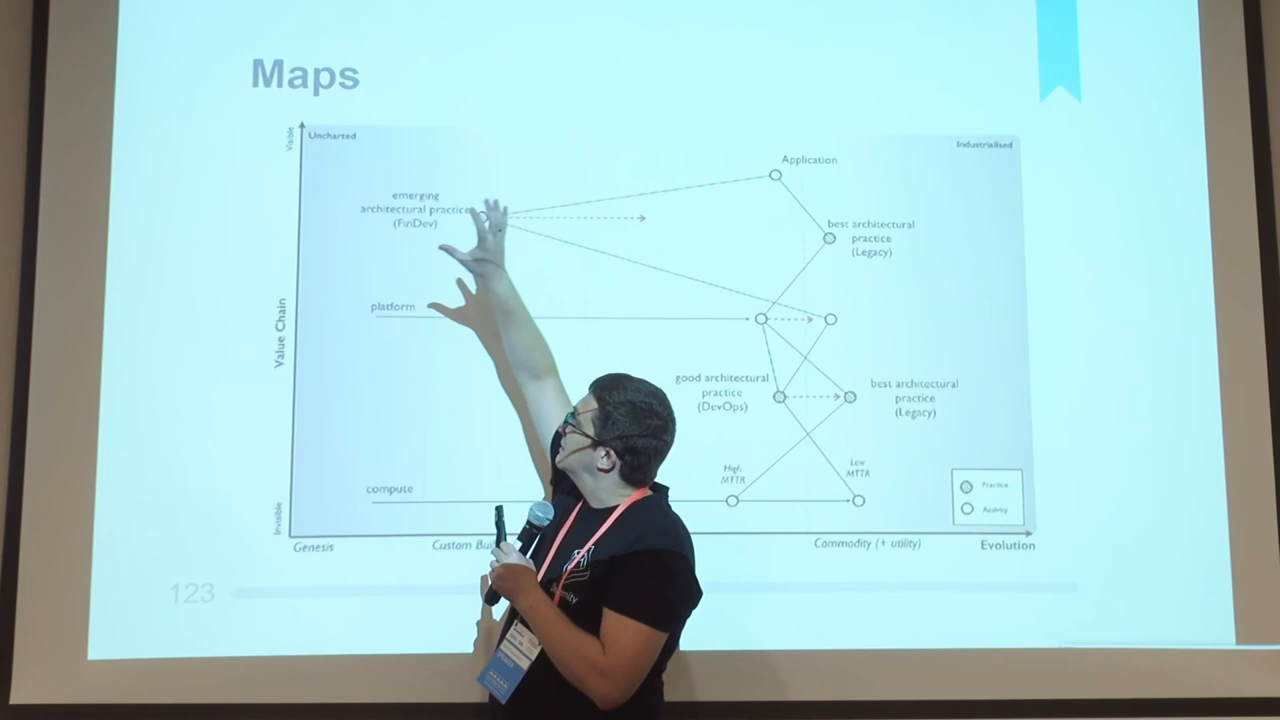 Maps
Visible
Uncharted
Industrialised
Application
emerging
architectural practice
(FinDev)
best architectural
practice
(Legacy)
platform
Value Chain
good architectural
practice
(DevOps)
best architectural
practice
(Legacy)
High
MTTR
Low
MTTR
compute
Practice
Activity
Invisible
Genesis
Custom Bu
Commodity (+ utility)
Evolution
123